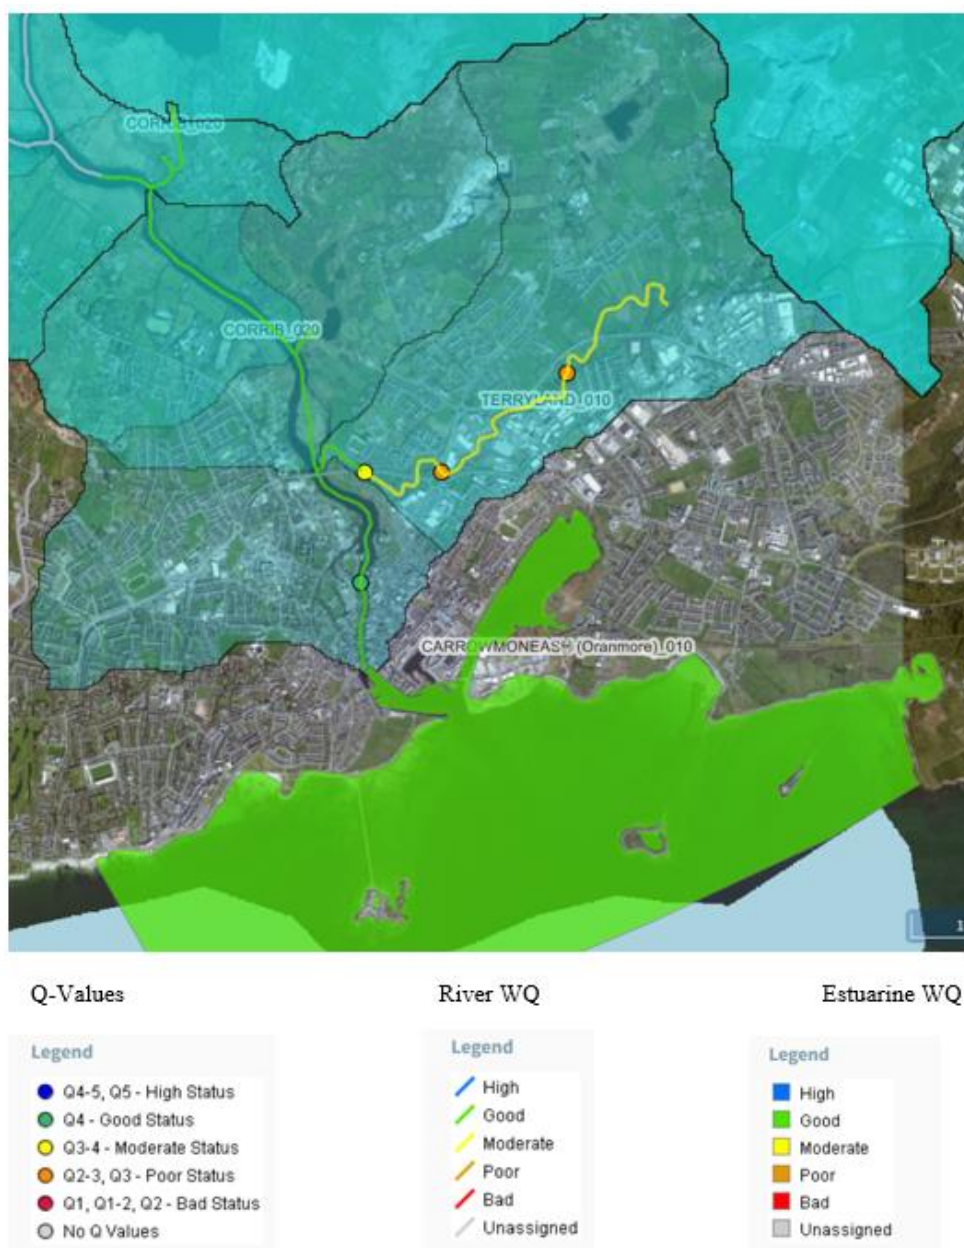 CORRIB_020
CORRIB_020
TERRYLAND_010
CARROWMONEASH (Oranmore)_010
1
Q-Values
River WQ
Estuarine WQ
Legend
Q4-5, Q5 - High Status
Q4 - Good Status
Q3-4 - Moderate Status
Q2-3, Q3 - Poor Status
Q1, Q1-2, Q2 - Bad Status
No Q Values
Legend
High
Good
Moderate
Poor
Bad
Unassigned
Legend
High
Good
Moderate
Poor
Bad
Unassigned